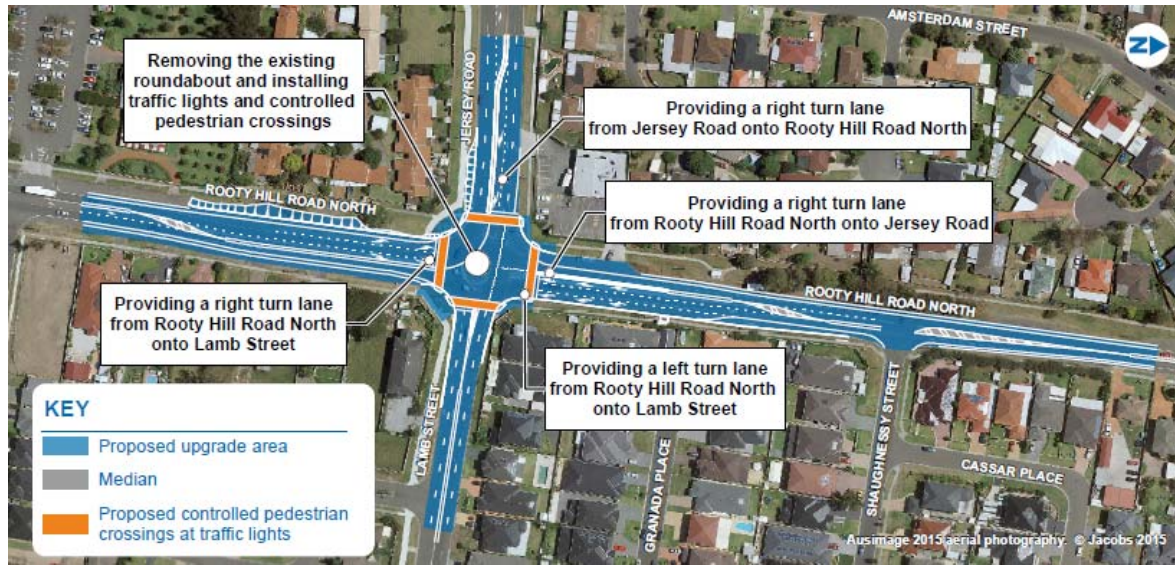 AMSTERDAM STREET
Z
Removing the existing
roundabout and installing
traffic lights and controlled
pedestrian crossings
JERSEY ROAD
Providing a right turn lane
from Jersey Road onto Rooty Hill Road North
ROOTY HILL ROAD NORTH
Providing a right turn lane
from Rooty Hill Road North onto Jersey Road
Providing a right turn lane
from Rooty Hill Road North
onto Lamb Street
ROOTY HILL ROAD NORTH
Providing a left turn lane
from Rooty Hill Road North
onto Lamb Street
LAMB STREET
GRANADA PLACE
SHAUGHNESSY STREET
CASSAR PLACE
KEY
Proposed upgrade area
Median
Proposed controlled pedestrian
crossings at traffic lights
Ausimage 2015 aerial photography. © Jacobs 2015